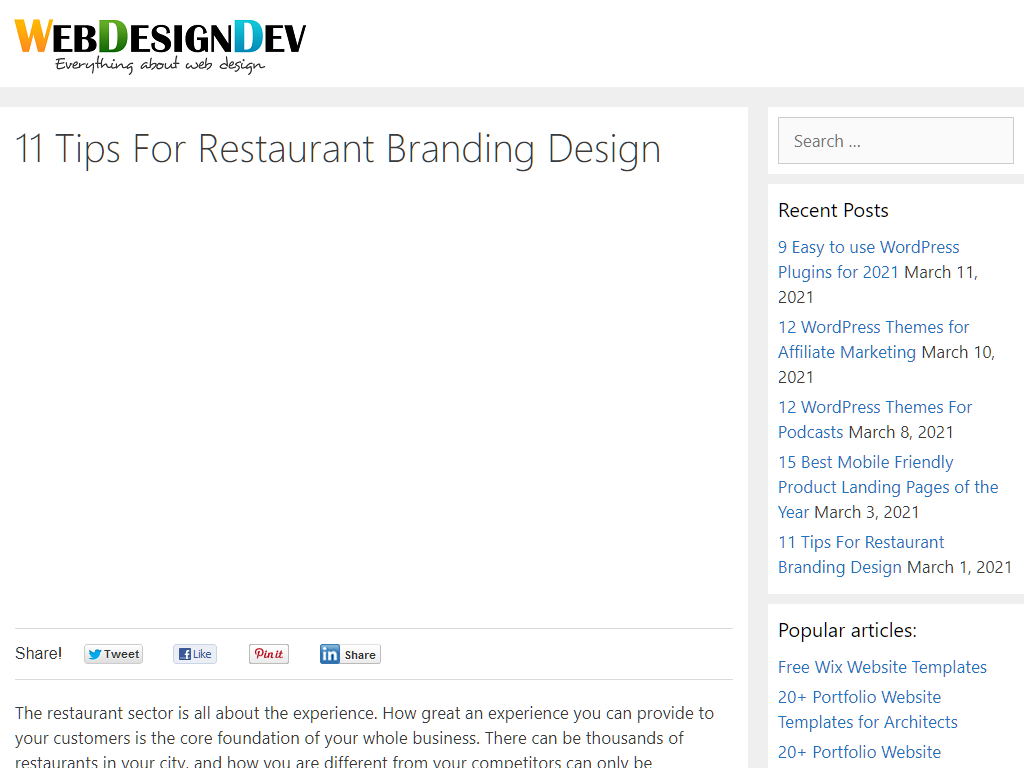 WEBDESIGNDEV
Everything about web design
11 Tips For Restaurant Branding Design
Share!
Tweet
Like
Pin it
in Share
The restaurant sector is all about the experience. How great an experience you can provide to
your customers is the core foundation of your whole business. There can be thousands of
restaurants in your city, and how you are different from your competitors can only be
Search ...
Recent Posts
9 Easy to use WordPress
Plugins for 2021 March 11,
2021
12 WordPress Themes for
Affiliate Marketing March 10,
2021
12 WordPress Themes For
Podcasts March 8, 2021
15 Best Mobile Friendly
Product Landing Pages of the
Year March 3, 2021
11 Tips For Restaurant
Branding Design March 1, 2021
Popular articles:
Free Wix Website Templates
20+ Portfolio Website
Templates for Architects
20+ Portfolio Website